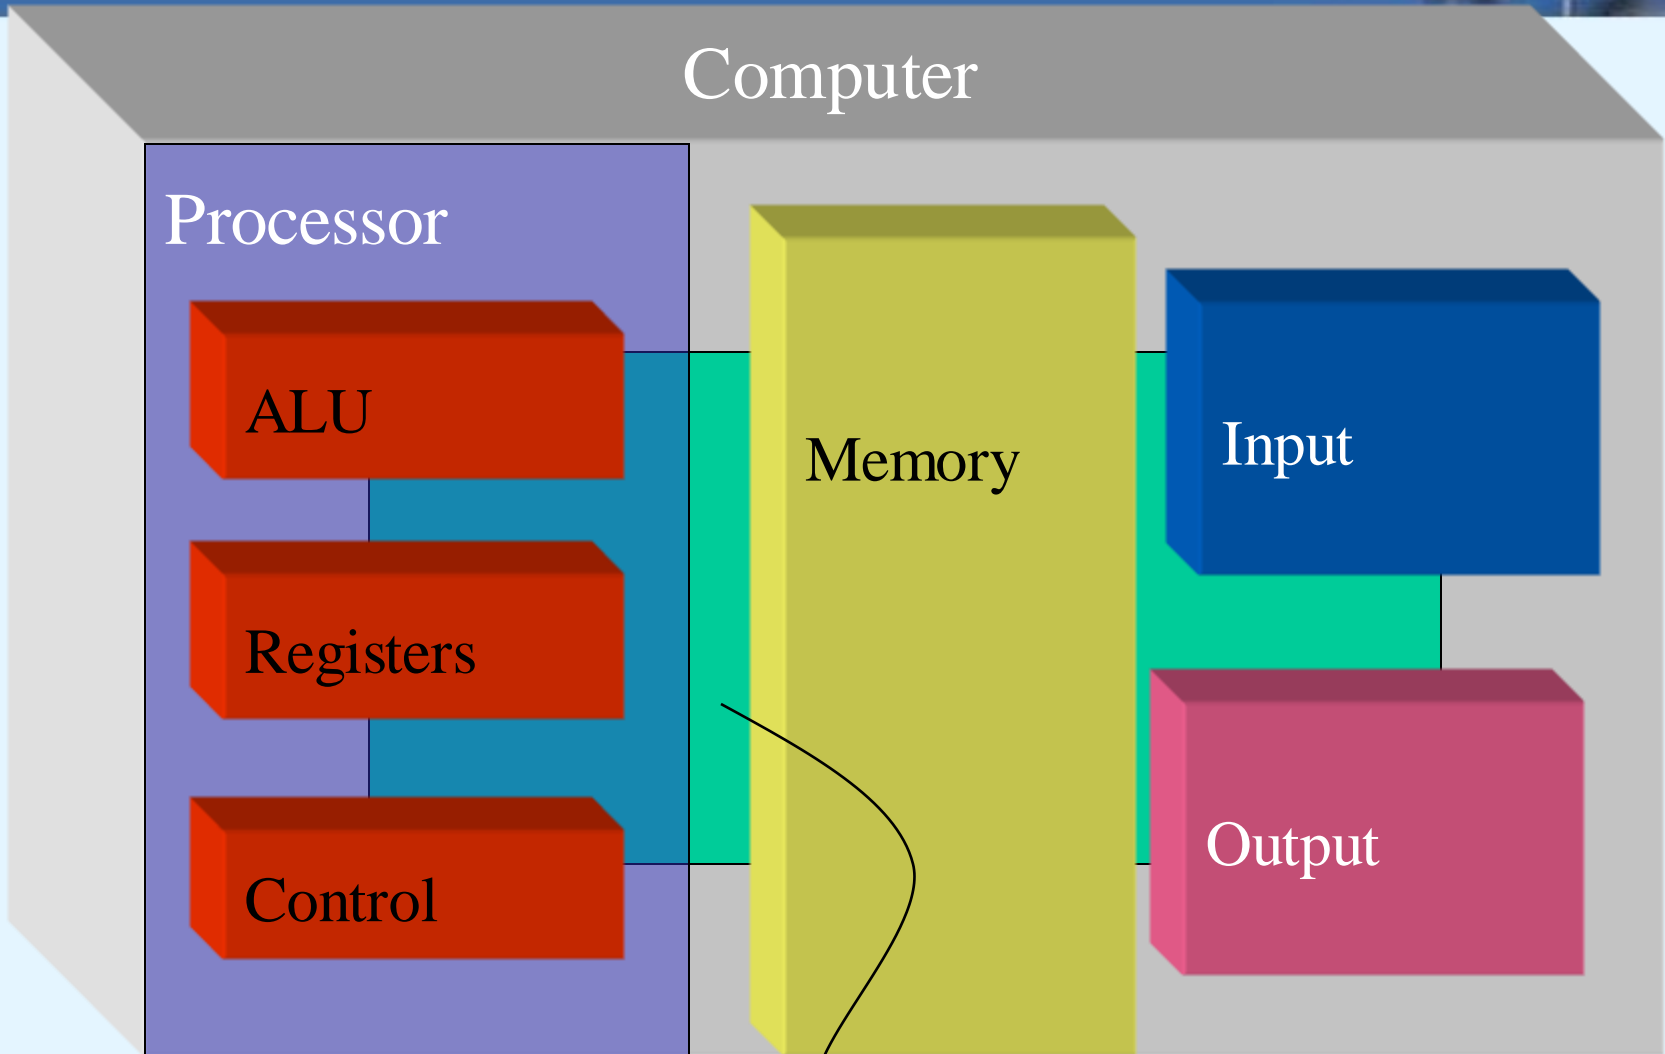 Computer
Processor
ALU
Registers
Control
Memory
Input
Output